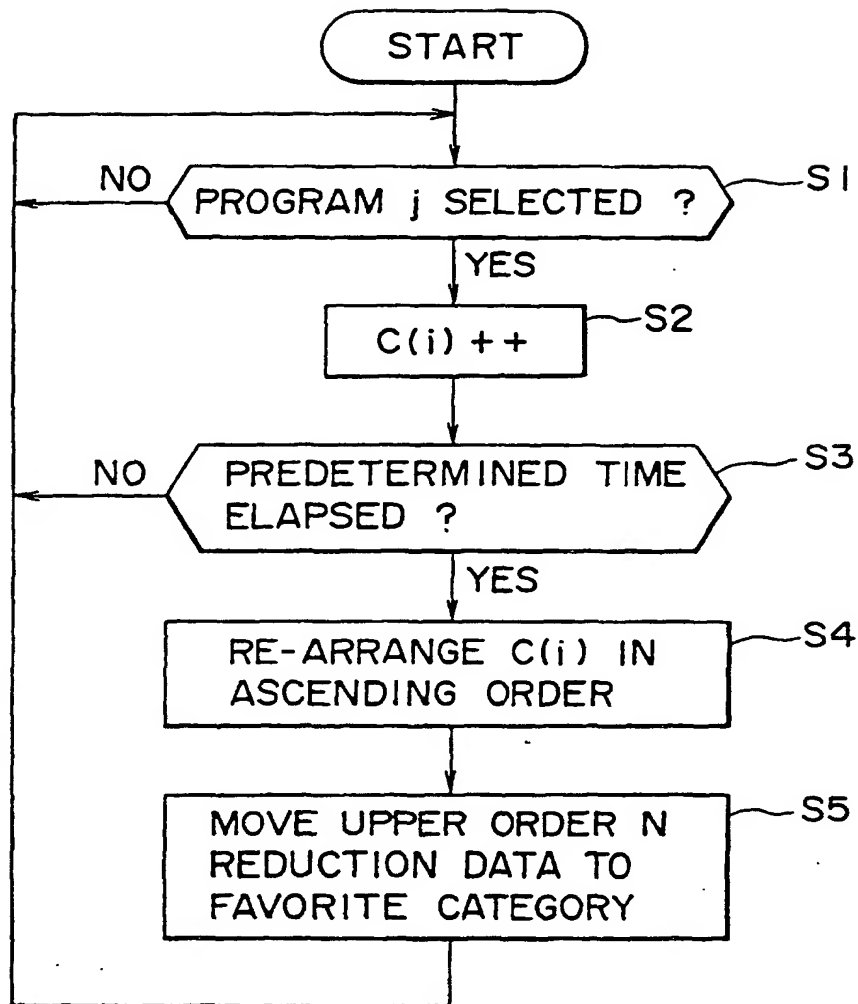 START
NO
PROGRAM j SELECTED ?
S1
YES
C(i)++
S2
NO
PREDETERMINED TIME
ELAPSED ?
S3
YES
RE-ARRANGE C(i) IN
ASCENDING ORDER
S4
MOVE UPPER ORDER N
REDUCTION DATA TO
FAVORITE CATEGORY
S5